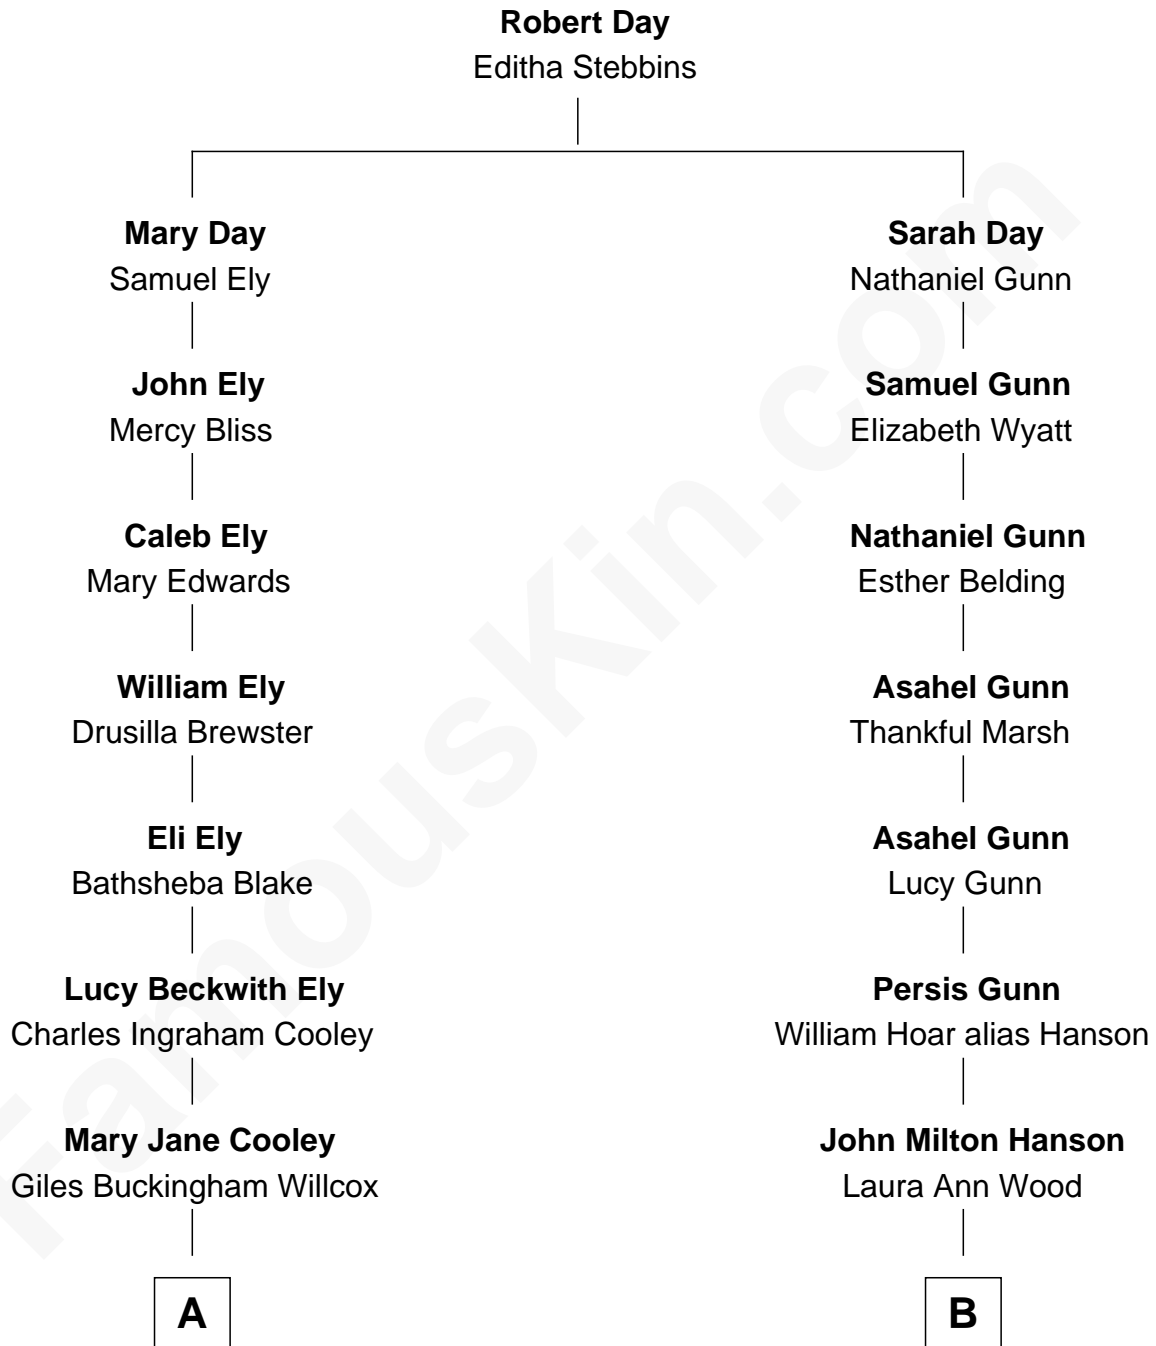 Robert Day
Editha Stebbins
Mary Day
Samuel Ely
John Ely
Mercy Bliss
Caleb Ely
Mary Edwards
William Ely
Drusilla Brewster
Eli Ely
Bathsheba Blake
Lucy Beckwith Ely
Charles Ingraham Cooley
Mary Jane Cooley
Giles Buckingham Willcox
A
Sarah Day
Nathaniel Gunn
Samuel Gunn
Elizabeth Wyatt
Nathaniel Gunn
Esther Belding
Asahel Gunn
Thankful Marsh
Asahel Gunn
Lucy Gunn
Persis Gunn
William Hoar alias Hanson
John Milton Hanson
Laura Ann Wood
B
FamousKin.com